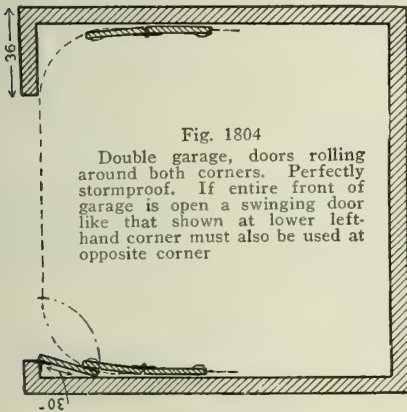 36
Fig. 1804
Double garage, doors rolling
around both corners. Perfectly
stormproof. If entire front of
garage is open a swinging door
like that shown at lower left-
hand corner must also be used at
opposite corner
30"